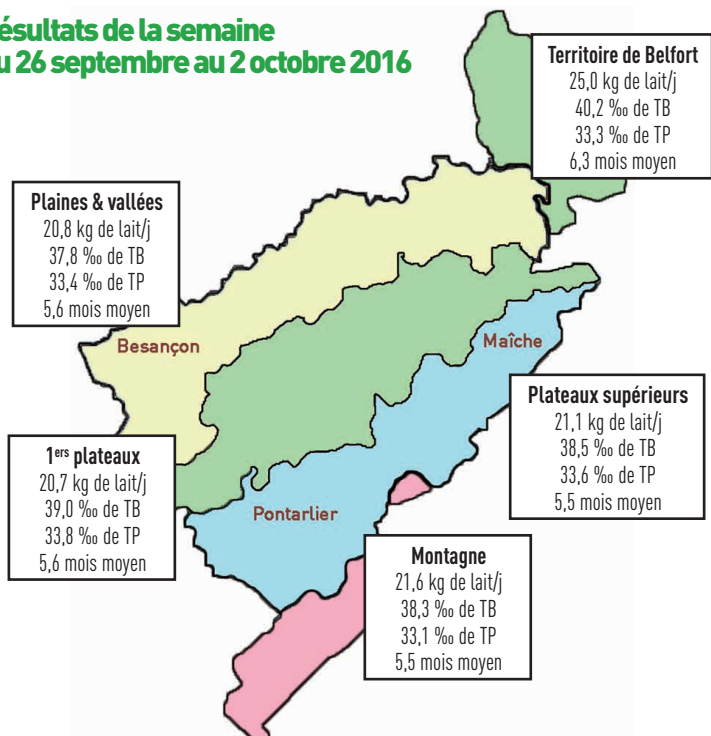 ésultats de la semaine
u 26 septembre au 2 octobre 2016
Territoire de Belfort
25,0 kg de lait/j
40,2 ‰ de TB
33,3 ‰ de TP
6,3 mois moyen
Plaines & vallées
20,8 kg de lait/j
37,8 ‰ de TB
33,4 ‰ de TP
5,6 mois moyen
Besançon
Maîche
Plateaux supérieurs
21,1 kg de lait/j
38,5 ‰ de TB
33,6 ‰ de TP
5,5 mois moyen
1ers plateaux
20,7 kg de lait/j
39,0 ‰ de TB
33,8 ‰ de TP
5,6 mois moyen
Pontarlier
Montagne
21,6 kg de lait/j
38,3 ‰ de TB
33,1 ‰ de TP
5,5 mois moyen